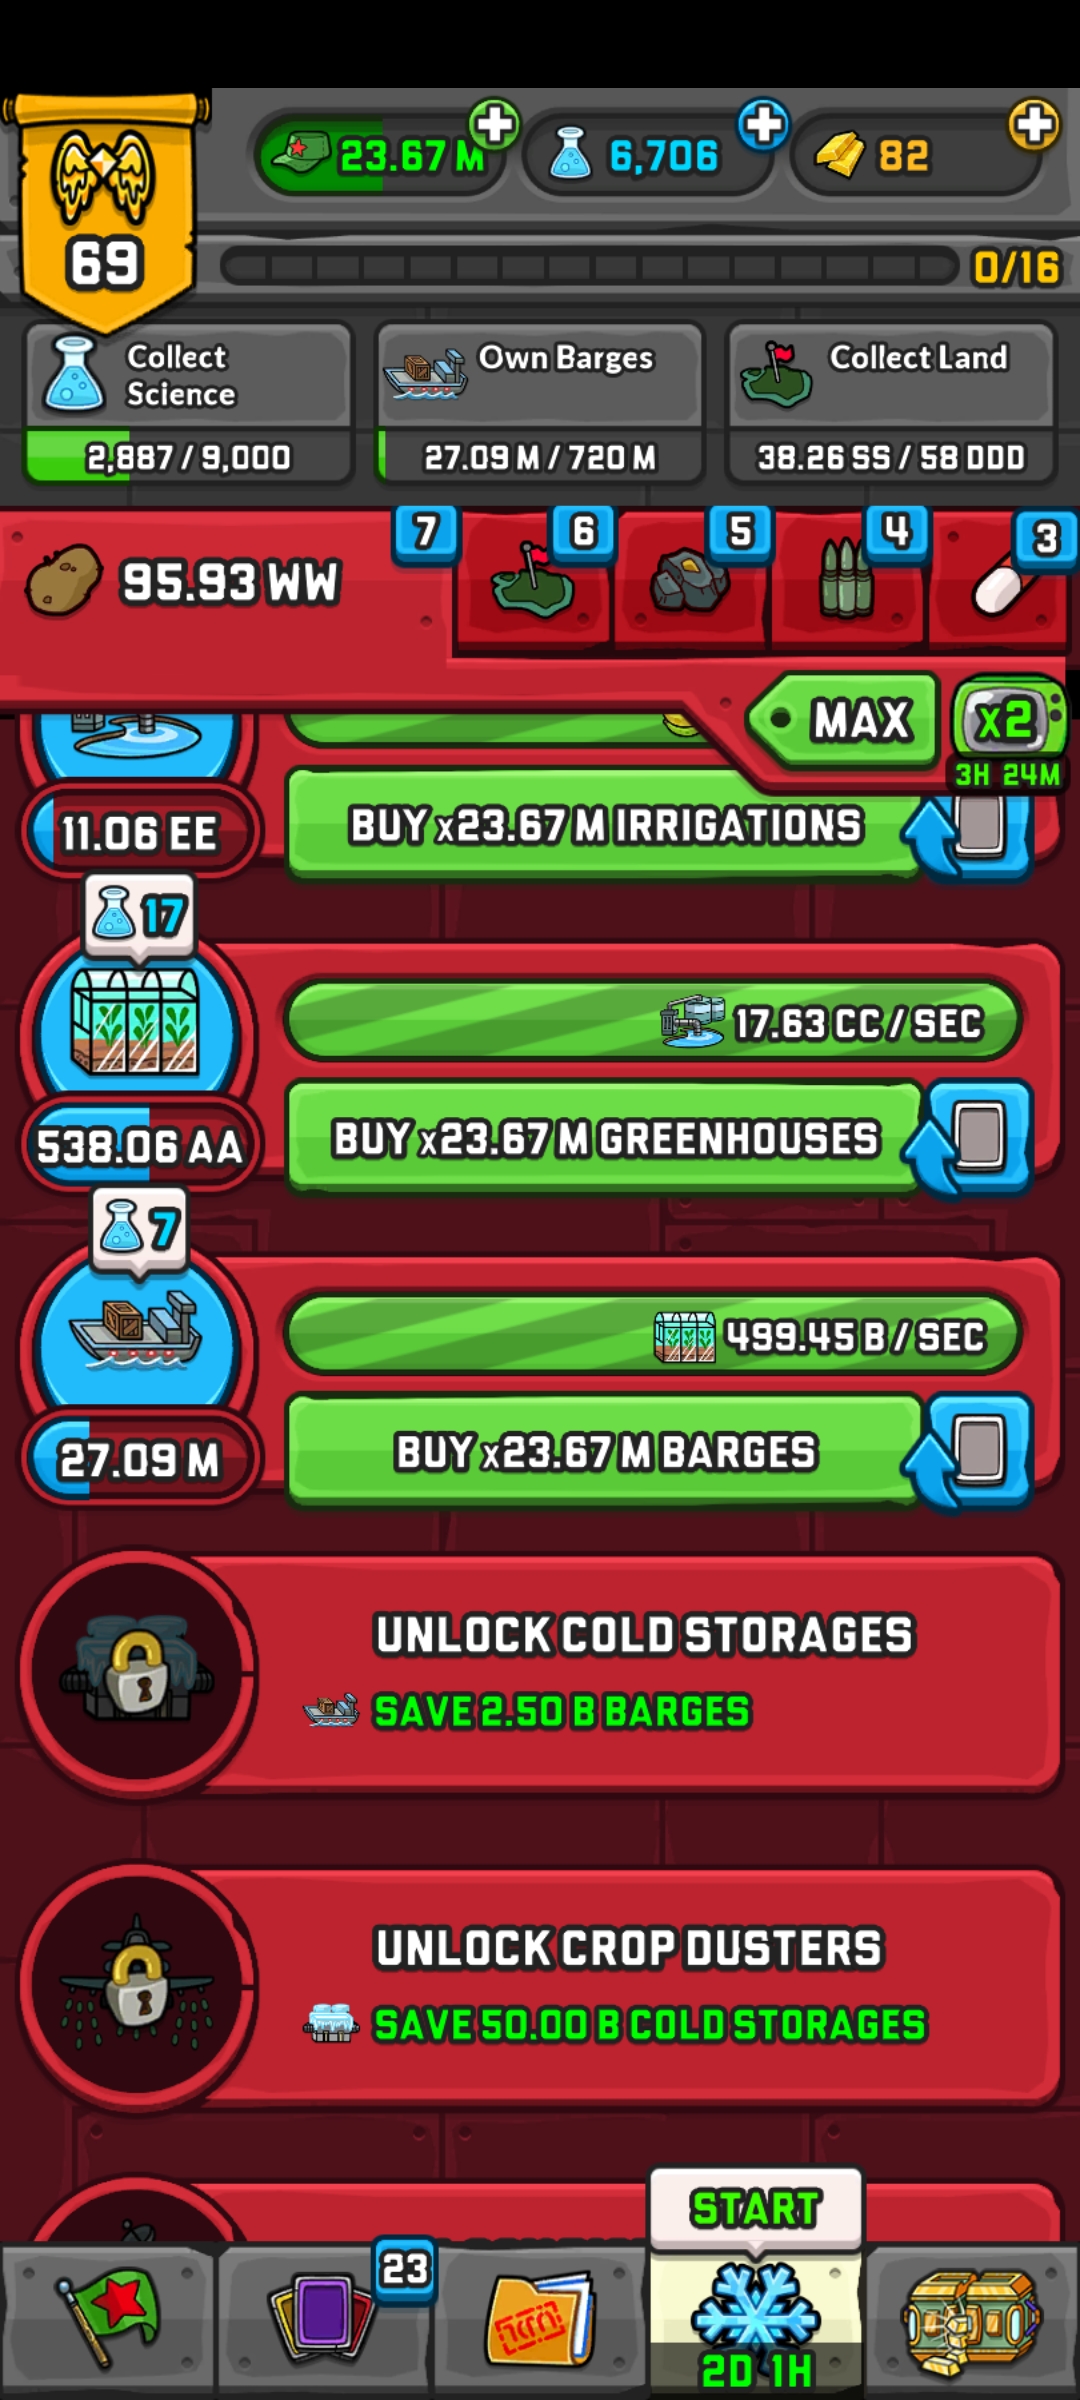 23.67 M
6,706
82
69
0/16
Collect
Science
2,887 / 9,000
Own Barges
27.09 M / 720 M
Collect Land
38.26 SS / 58 DDD
95.93 WW
7
6
5
4
3
MAX
x2
3H 24M
11.06 EE
BUY x23.67 M IRRIGATIONS
17
17.63 CC / SEC
538.06 AA
BUY x23.67 M GREENHOUSES
7
499.45 B / SEC
27.09 M
BUY x23.67 M BARGES
UNLOCK COLD STORAGES
SAVE 2.50 B BARGES
UNLOCK CROP DUSTERS
SAVE 50.00 B COLD STORAGES
START
23
2D 1H